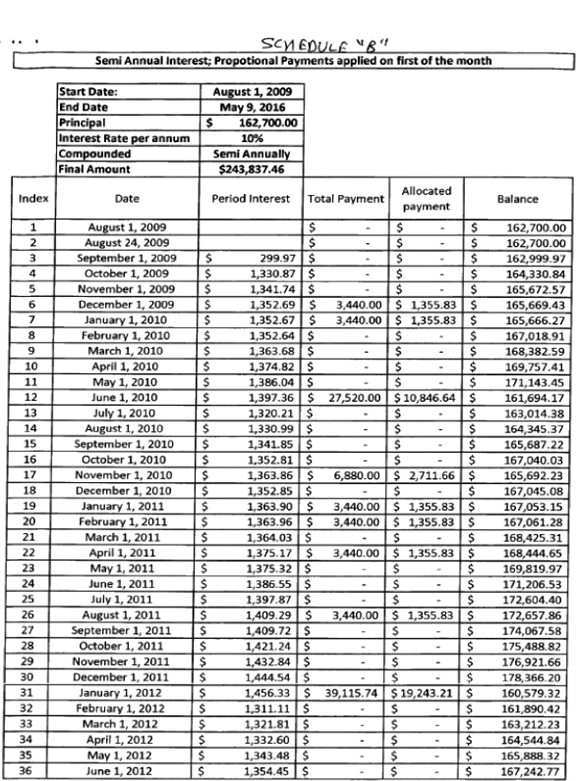 SCHEDULE "B"
Semi Annual Interest; Propotional Payments applied on first of the month
Start Date: August 1, 2009
End Date May 9, 2016
Principal $ 162,700.00
Interest Rate per annum 10%
Compounded Semi Annually
Final Amount $243,837.46
Index Date Period Interest Total Payment Allocated payment Balance
1 August 1, 2009 $ - $ - $ 162,700.00
2 August 24, 2009 $ - $ - $ 162,700.00
3 September 1, 2009 $ 299.97 $ - $ - $ 162,999.97
4 October 1, 2009 $ 1,330.87 $ - $ - $ 164,330.84
5 November 1, 2009 $ 1,341.74 $ - $ - $ 165,672.57
6 December 1, 2009 $ 1,352.69 $ 3,440.00 $ 1,355.83 $ 165,669.43
7 January 1, 2010 $ 1,352.67 $ 3,440.00 $ 1,355.83 $ 165,666.27
8 February 1, 2010 $ 1,352.64 $ - $ - $ 167,018.91
9 March 1, 2010 $ 1,363.68 $ - $ - $ 168,382.59
10 April 1, 2010 $ 1,374.82 $ - $ - $ 169,757.41
11 May 1, 2010 $ 1,386.04 $ - $ - $ 171,143.45
12 June 1, 2010 $ 1,397.36 $ 27,520.00 $ 10,846.64 $ 161,694.17
13 July 1, 2010 $ 1,320.21 $ - $ - $ 163,014.38
14 August 1, 2010 $ 1,330.99 $ - $ - $ 164,345.37
15 September 1, 2010 $ 1,341.85 $ - $ - $ 165,687.22
16 October 1, 2010 $ 1,352.81 $ - $ - $ 167,040.03
17 November 1, 2010 $ 1,363.86 $ 6,880.00 $ 2,711.66 $ 165,692.23
18 December 1, 2010 $ 1,352.85 $ - $ - $ 167,045.08
19 January 1, 2011 $ 1,363.90 $ 3,440.00 $ 1,355.83 $ 167,053.15
20 February 1, 2011 $ 1,363.96 $ 3,440.00 $ 1,355.83 $ 167,061.28
21 March 1, 2011 $ 1,364.03 $ - $ - $ 168,425.31
22 April 1, 2011 $ 1,375.17 $ 3,440.00 $ 1,355.83 $ 168,444.65
23 May 1, 2011 $ 1,375.32 $ - $ - $ 169,819.97
24 June 1, 2011 $ 1,386.55 $ - $ - $ 171,206.53
25 July 1, 2011 $ 1,397.87 $ - $ - $ 172,604.40
26 August 1, 2011 $ 1,409.29 $ 3,440.00 $ 1,355.83 $ 172,657.86
27 September 1, 2011 $ 1,409.72 $ - $ - $ 174,067.58
28 October 1, 2011 $ 1,421.24 $ - $ - $ 175,488.82
29 November 1, 2011 $ 1,432.84 $ - $ - $ 176,921.66
30 December 1, 2011 $ 1,444.54 $ - $ - $ 178,366.20
31 January 1, 2012 $ 1,456.33 $ 39,115.74 $ 19,243.21 $ 160,579.32
32 February 1, 2012 $ 1,311.11 $ - $ - $ 161,890.42
33 March 1, 2012 $ 1,321.81 $ - $ - $ 163,212.23
34 April 1, 2012 $ 1,332.60 $ - $ - $ 164,544.84
35 May 1, 2012 $ 1,343.48 $ - $ - $ 165,888.32
36 June 1, 2012 $ 1,354.45 $ - $ - $ 167,242.77